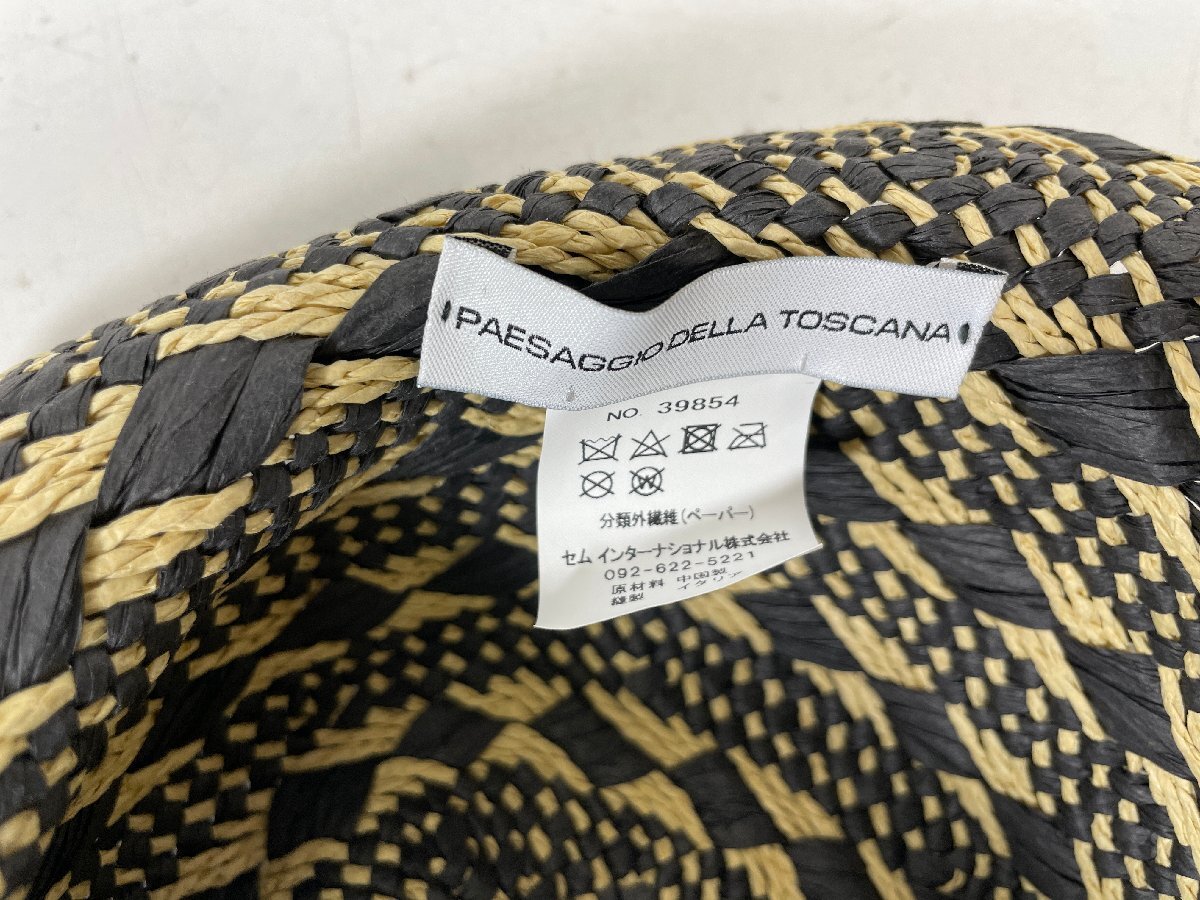 PAESAGGIO DELLA TOSCANA
NO. 39854
W
分類外繊維(ペーパー)
セム インターナショナル株式会社
092-622-5221
原材料 中国製
縫製 イタリア